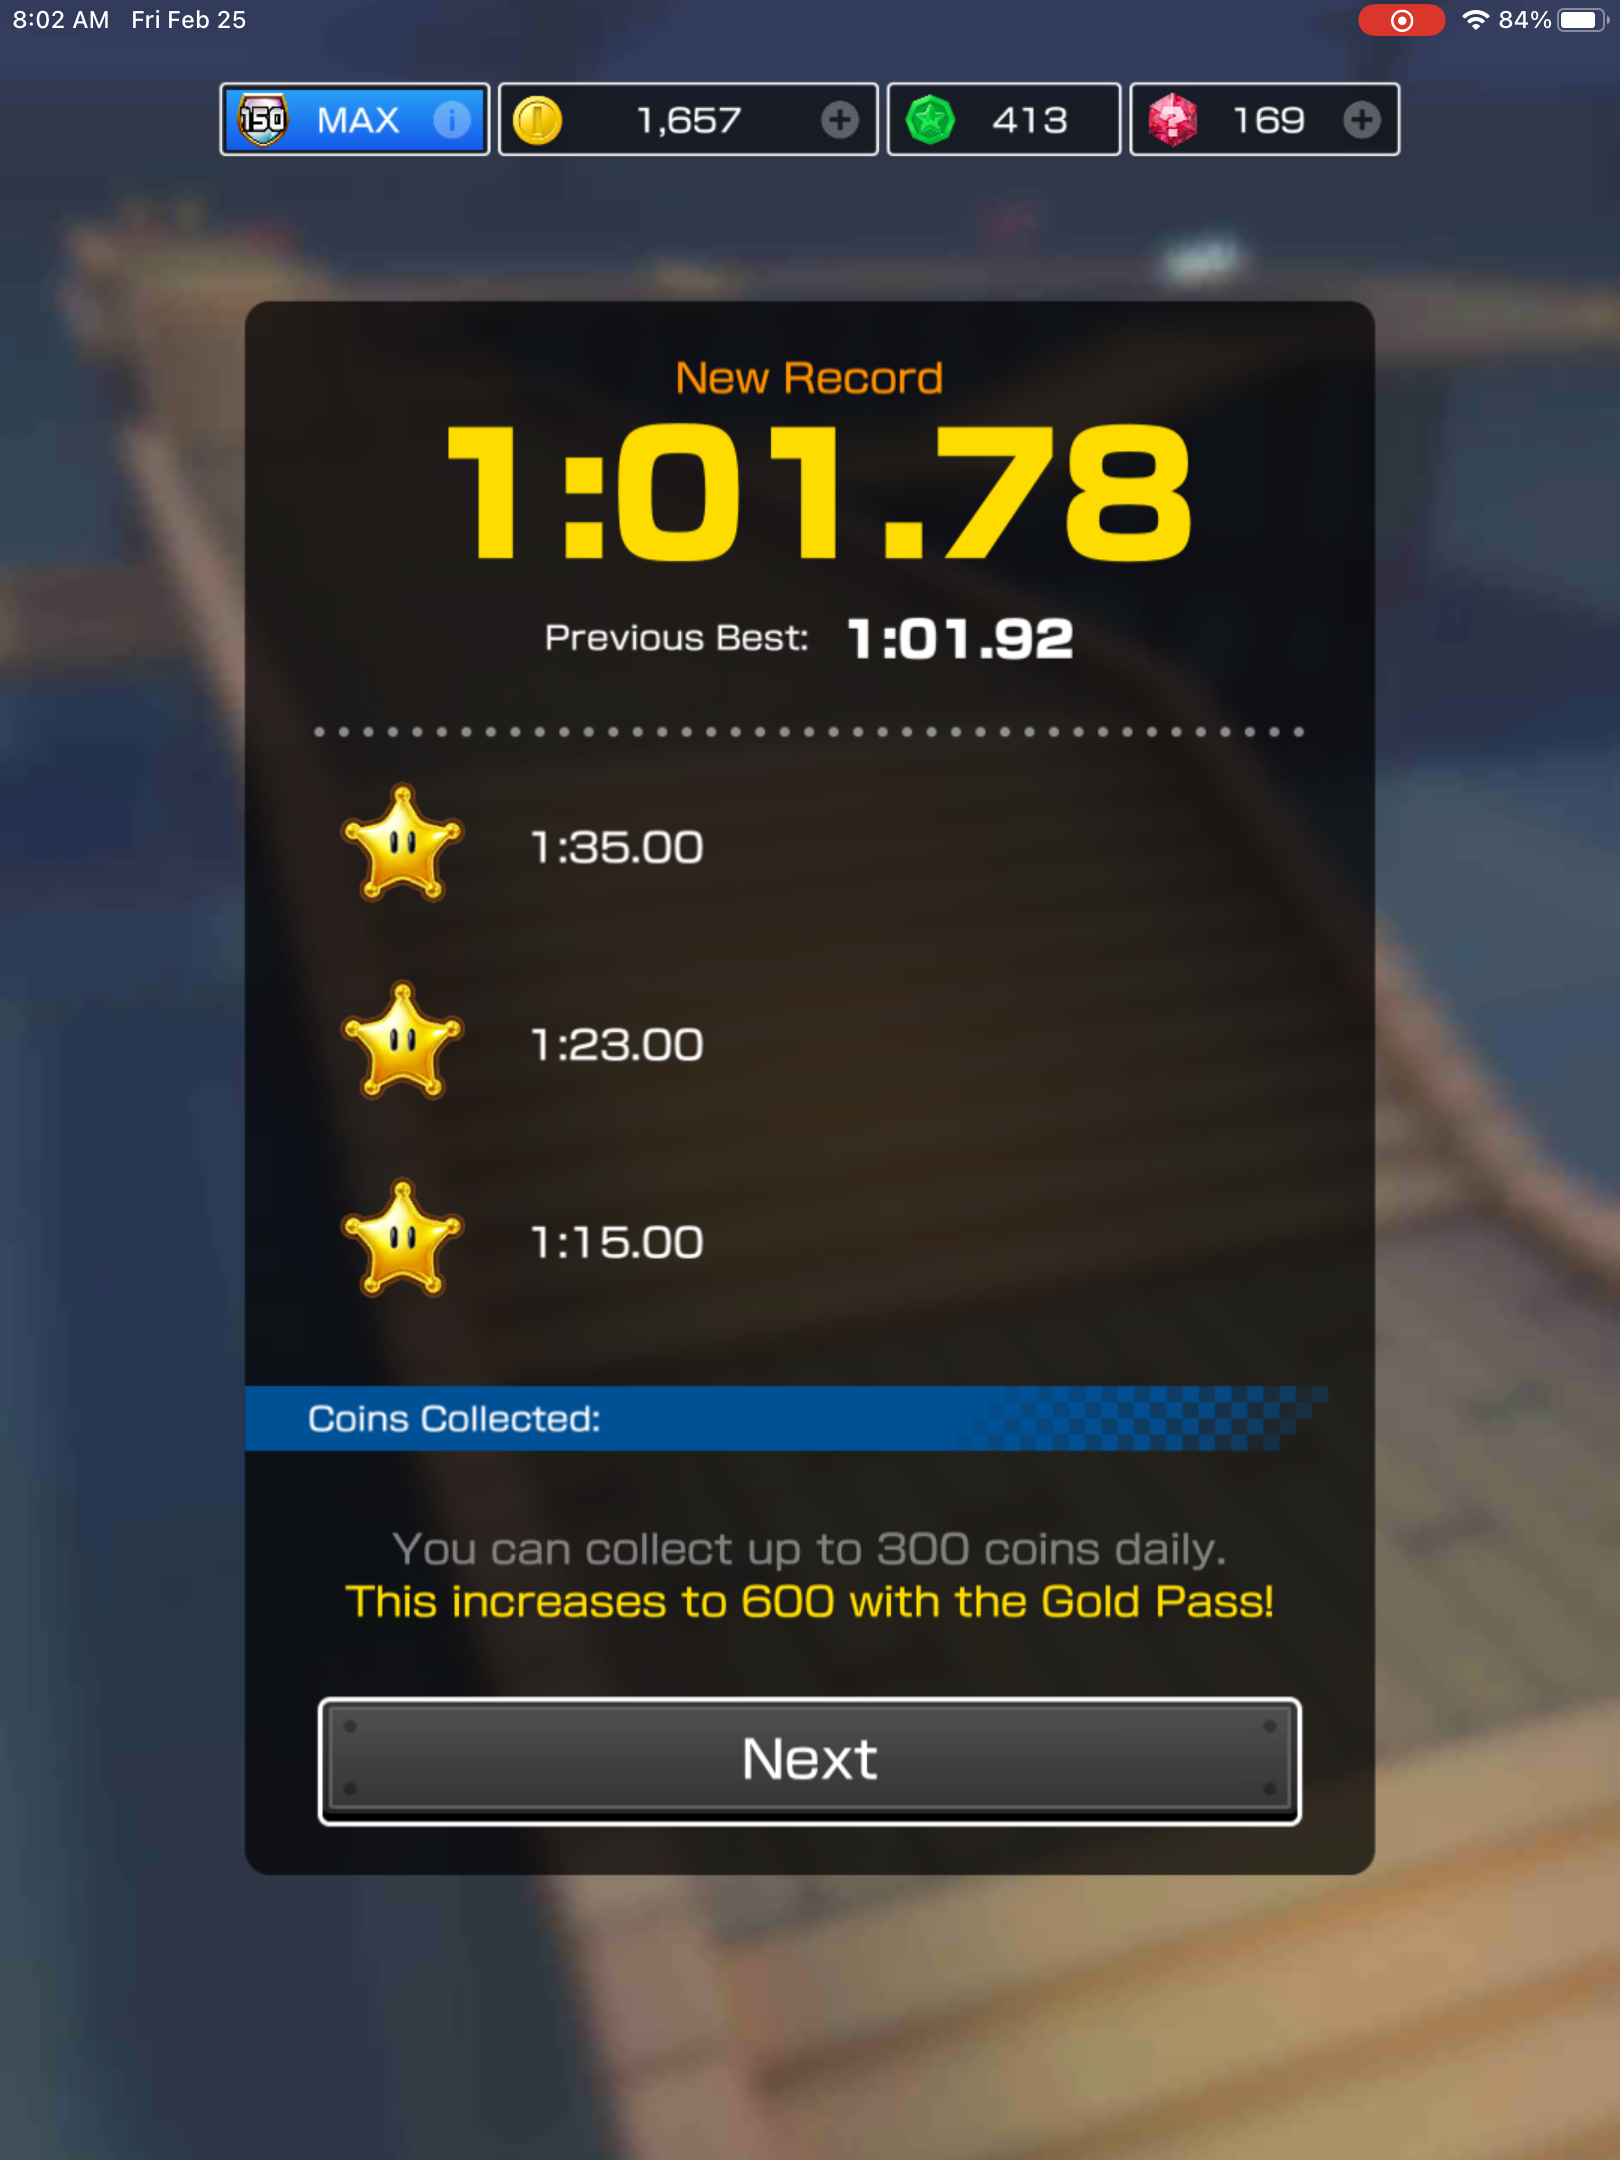 8:02 AM Fri Feb 25
84%
150 MAX i 1,657 + 413 ? 169 +
New Record
1:01.78
Previous Best: 1:01.92
1:35.00
1:23.00
1:15.00
Coins Collected:
You can collect up to 300 coins daily.
This increases to 600 with the Gold Pass!
Next